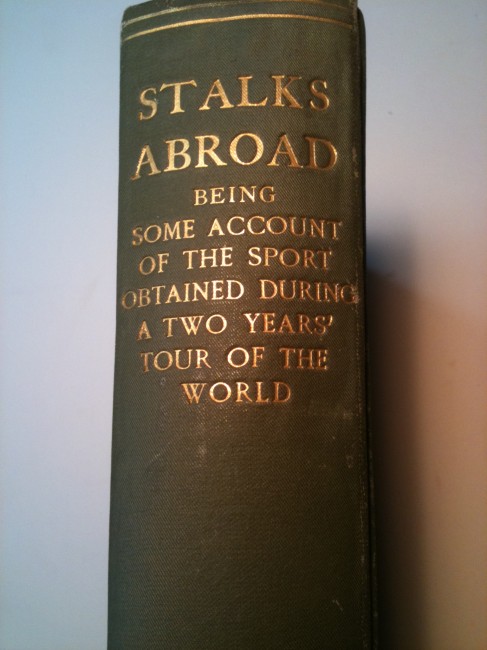 STALKS
ABROAD
BEING
SOME ACCOUNT
OF THE SPORT
OBTAINED DURING
A TWO YEARS'
TOUR OF THE
WORLD